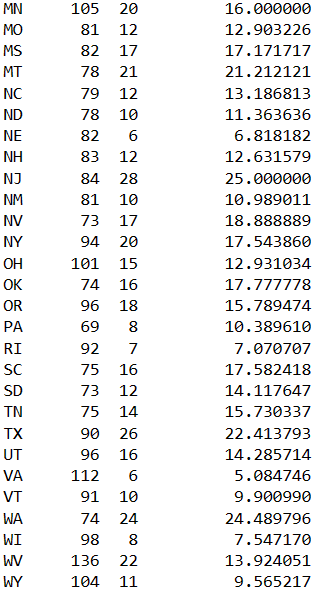 MN 105 20 16.000000
MO 81 12 12.903226
MS 82 17 17.171717
MT 78 21 21.212121
NC 79 12 13.186813
ND 78 10 11.363636
NE 82 6 6.818182
NH 83 12 12.631579
NJ 84 28 25.000000
NM 81 10 10.989011
NV 73 17 18.888889
NY 94 20 17.543860
OH 101 15 12.931034
OK 74 16 17.777778
OR 96 18 15.789474
PA 69 8 10.389610
RI 92 7 7.070707
SC 75 16 17.582418
SD 73 12 14.117647
TN 75 14 15.730337
TX 90 26 22.413793
UT 96 16 14.285714
VA 112 6 5.084746
VT 91 10 9.900990
WA 74 24 24.489796
WI 98 8 7.547170
WV 136 22 13.924051
WY 104 11 9.565217